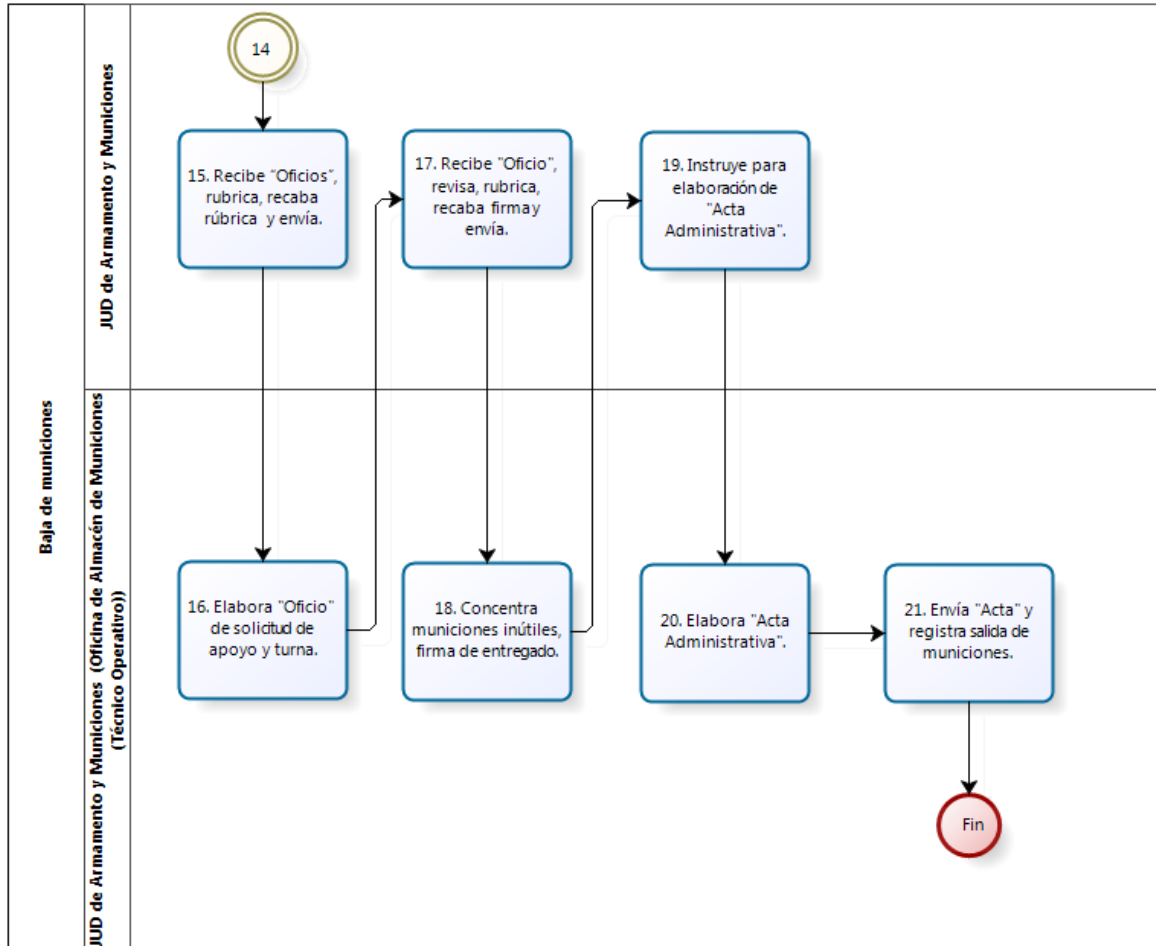 Baja de municiones
JUD de Armamento y Municiones
14
15. Recibe "Oficios",
rubrica, recaba
rúbrica y envía.
17. Recibe "Oficio",
revisa, rubrica,
recaba firma y
envía.
19. Instruye para
elaboración de
"Acta
Administrativa".
JUD de Armamento y Municiones (Oficina de Almacén de Municiones
(Técnico Operativo))
16. Elabora "Oficio"
de solicitud de
apoyo y turna.
18. Concentra
municiones inútiles,
firma de entregado.
20. Elabora "Acta
Administrativa".
21. Envía "Acta" y
registra salida de
municiones.
Fin